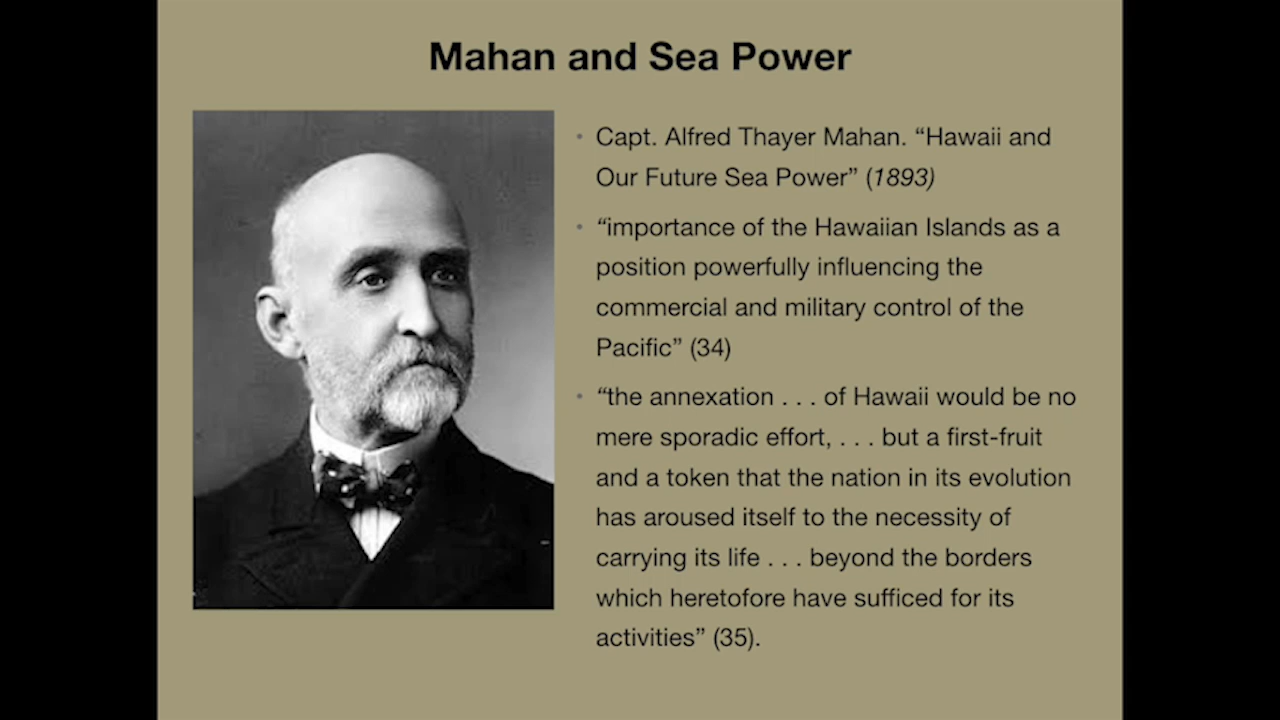 Mahan and Sea Power
• Capt. Alfred Thayer Mahan. “Hawaii and
Our Future Sea Power” (1893)
• “importance of the Hawaiian Islands as a
position powerfully influencing the
commercial and military control of the
Pacific” (34)
• “the annexation . . . of Hawaii would be no
mere sporadic effort, . . . but a first-fruit
and a token that the nation in its evolution
has aroused itself to the necessity of
carrying its life . . . beyond the borders
which heretofore have sufficed for its
activities” (35).